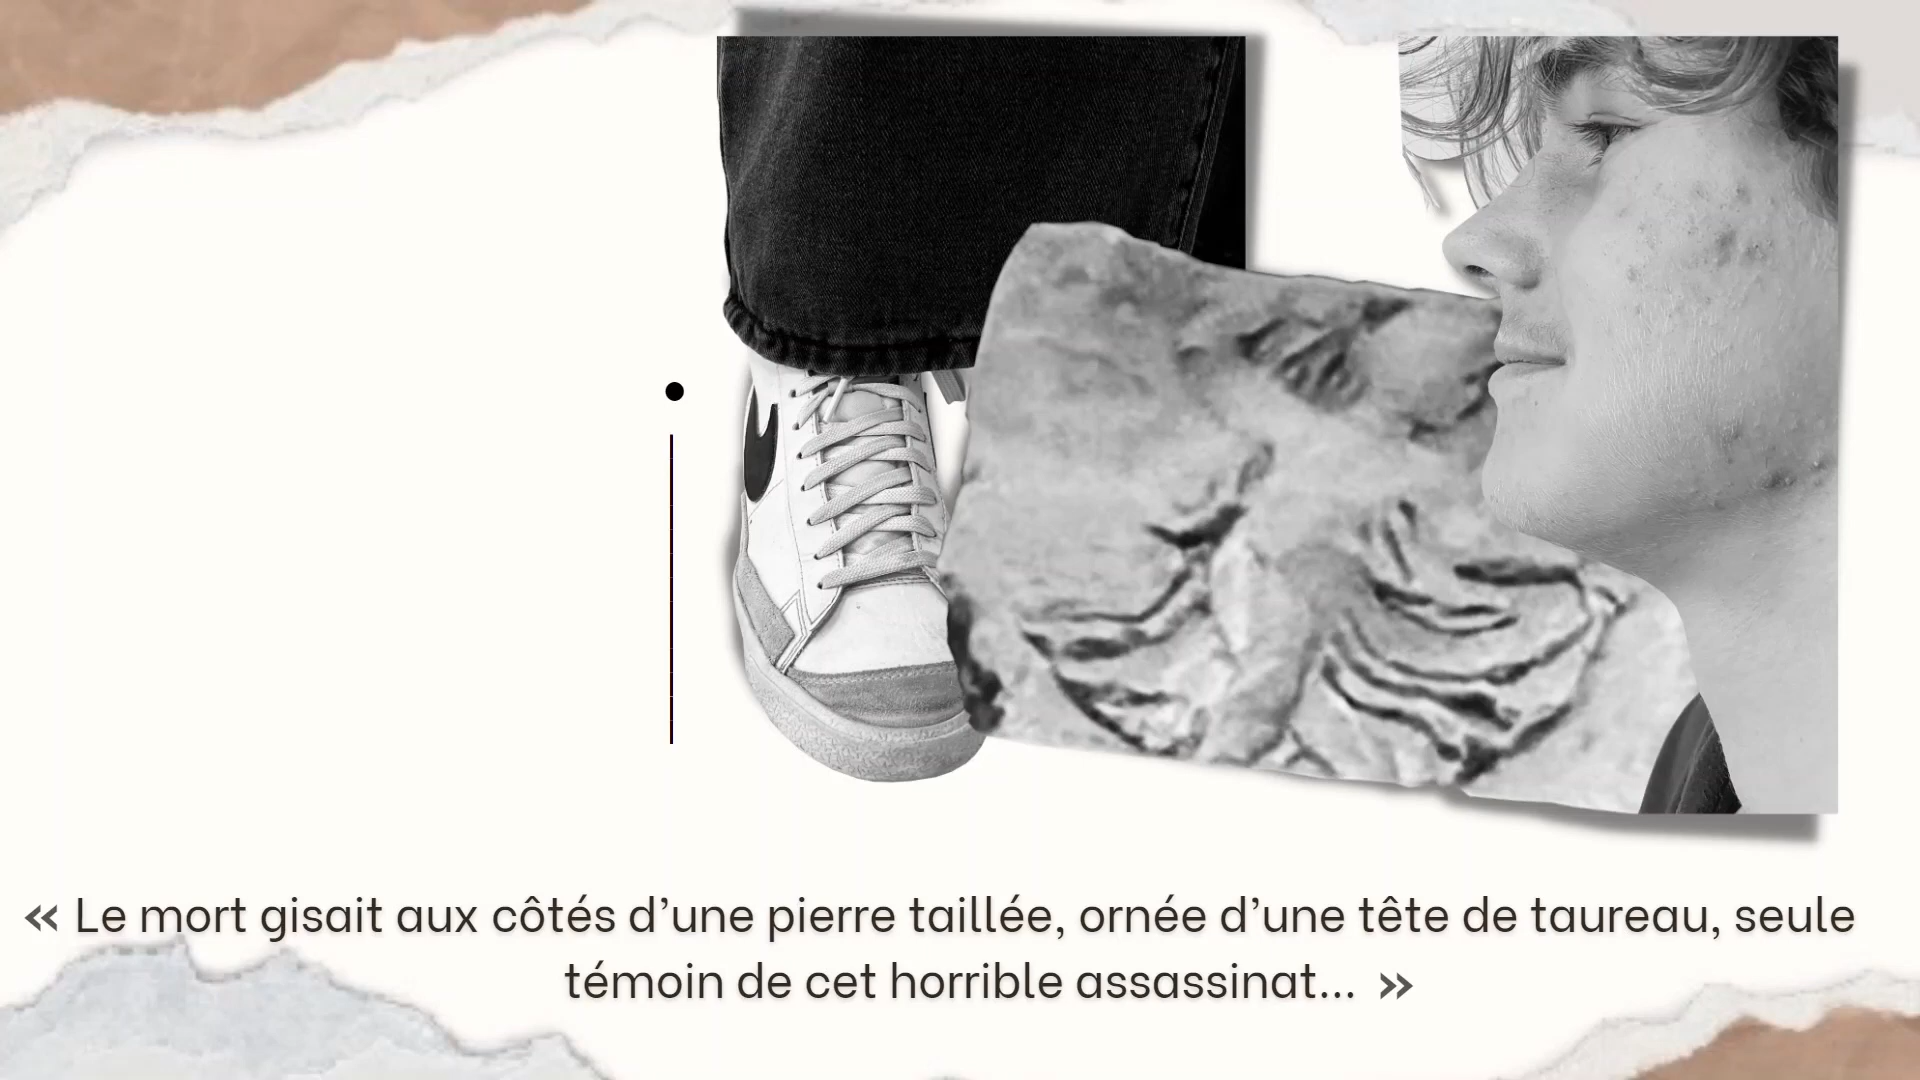 « Le mort gisait aux côtés d’une pierre taillée, ornée d’une tête de taureau, seule
témoin de cet horrible assassinat... »